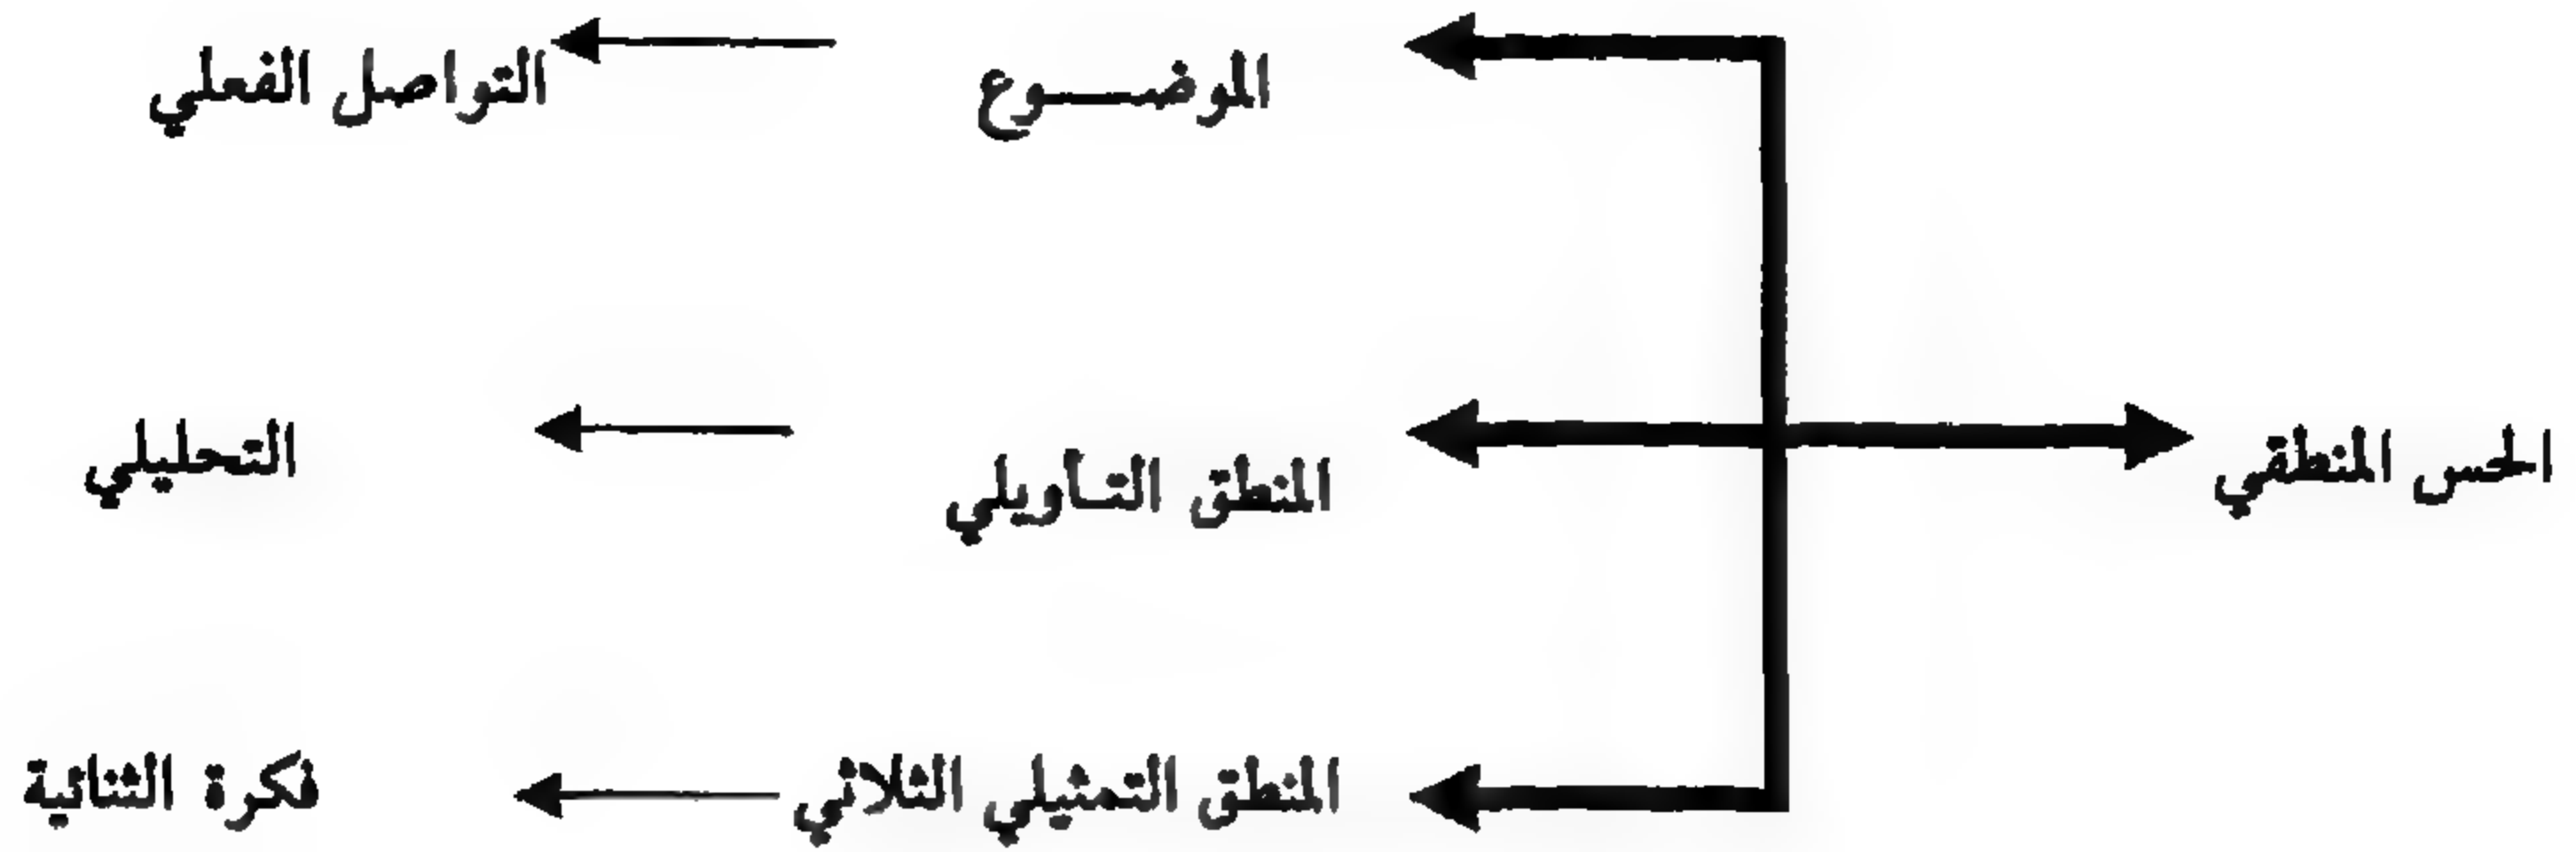 الموضـــوع
التواصل الفعلي
الحس المنطقي
المنطق التـأويلي
التحليلي
المنطق التمثيلي الثلاثي
فكرة الثنائية